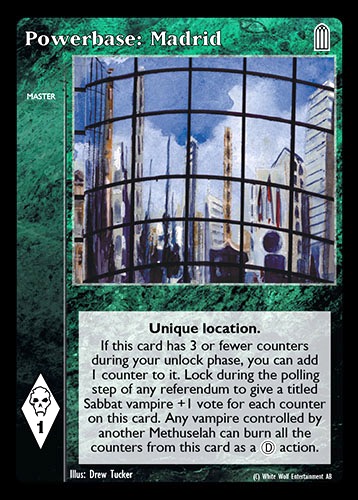 Powerbase: Madrid
MASTER
Unique location.
If this card has 3 or fewer counters
during your unlock phase, you can add
1 counter to it. Lock during the polling
step of any referendum to give a titled
Sabbat vampire +1 vote for each counter
on this card. Any vampire controlled by
another Methuselah can burn all the
counters from this card as a Ⓓ action.
1
Illus: Drew Tucker
(C) White Wolf Entertainment AB